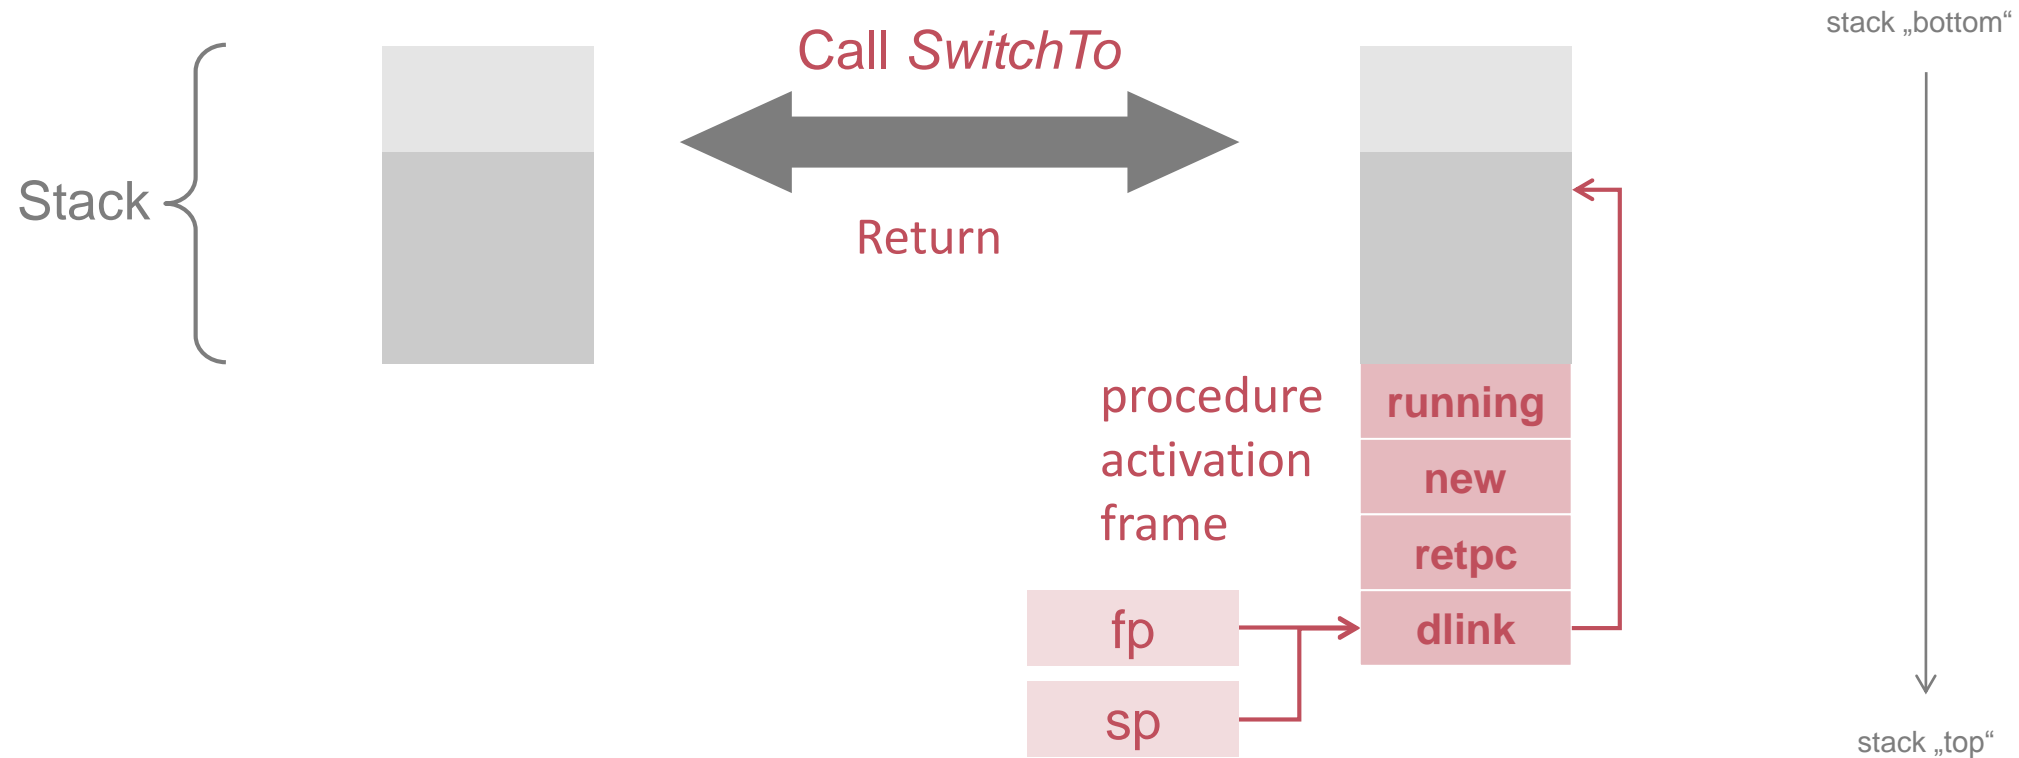 stack „bottom“
Call SwitchTo
Stack
Return
procedure
activation
frame
running
new
retpc
dlink
fp
sp
stack „top“